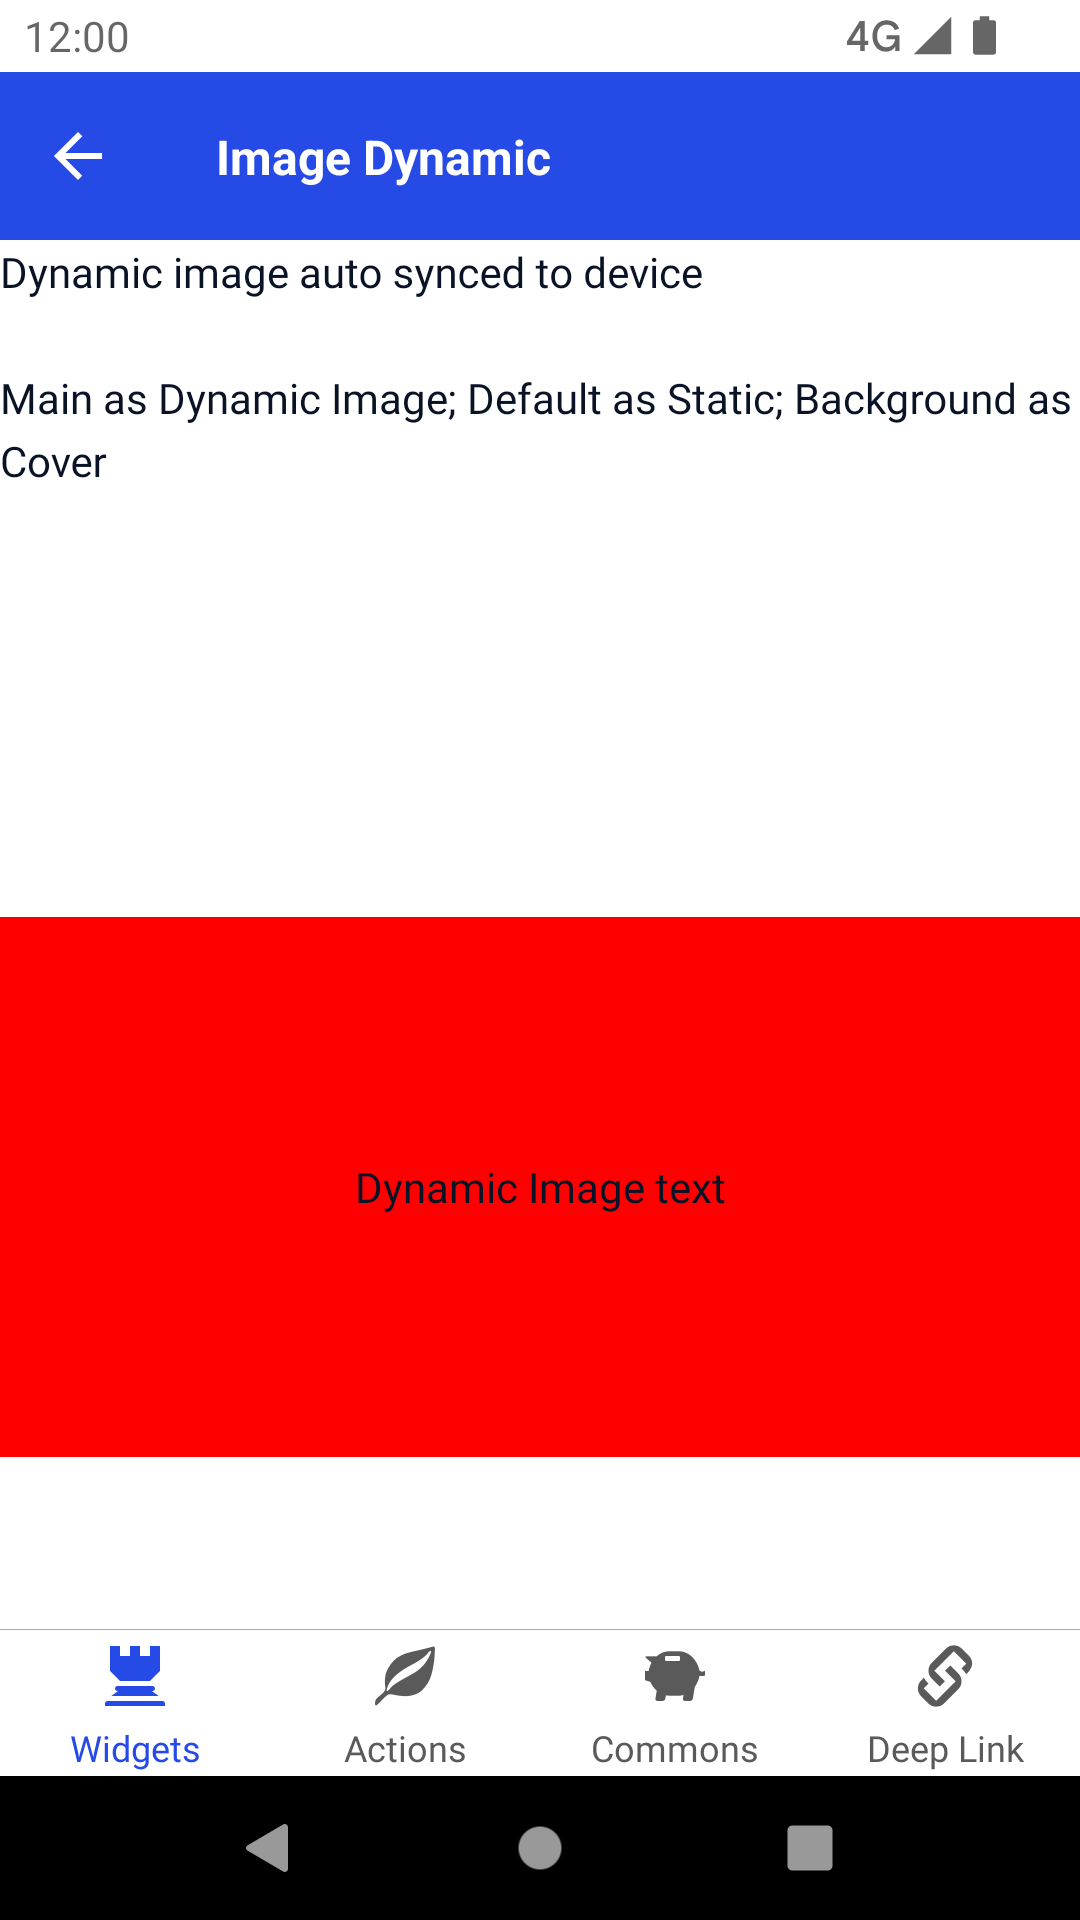 12:00
4G
Image Dynamic
Dynamic image auto synced to device
Main as Dynamic Image; Default as Static; Background as
Cover
Dynamic Image text
Widgets
Actions
Commons
Deep Link